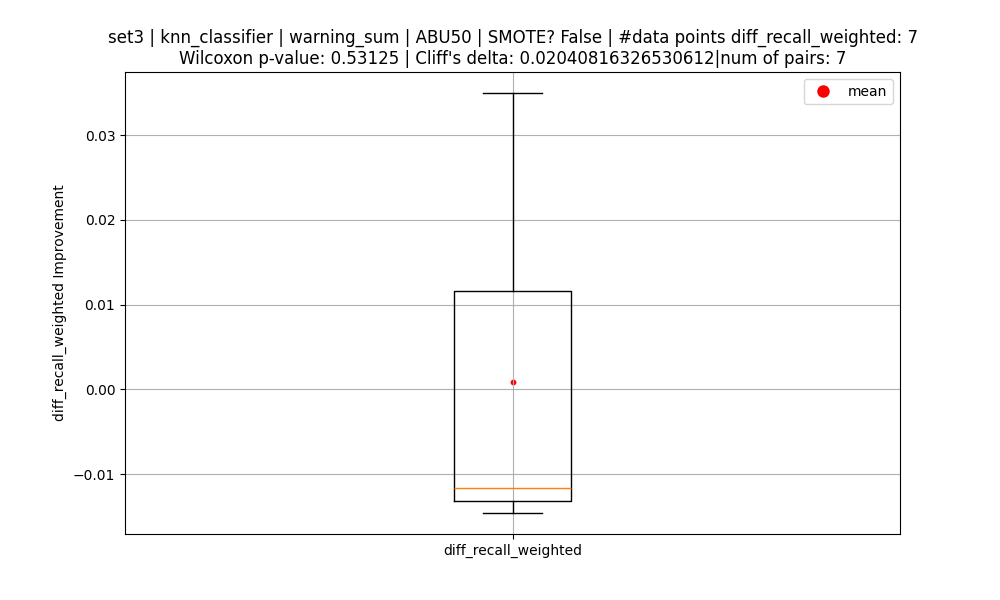 set3 | knn_classifier | warning_sum | ABU50 | SMOTE? False | #data points diff_recall_weighted: 7
Wilcoxon p-value: 0.53125 | Cliff's delta: 0.02040816326530612|num of pairs: 7
mean
0.03
0.02
0.01
0.00
−0.01
diff_recall_weighted Improvement
diff_recall_weighted